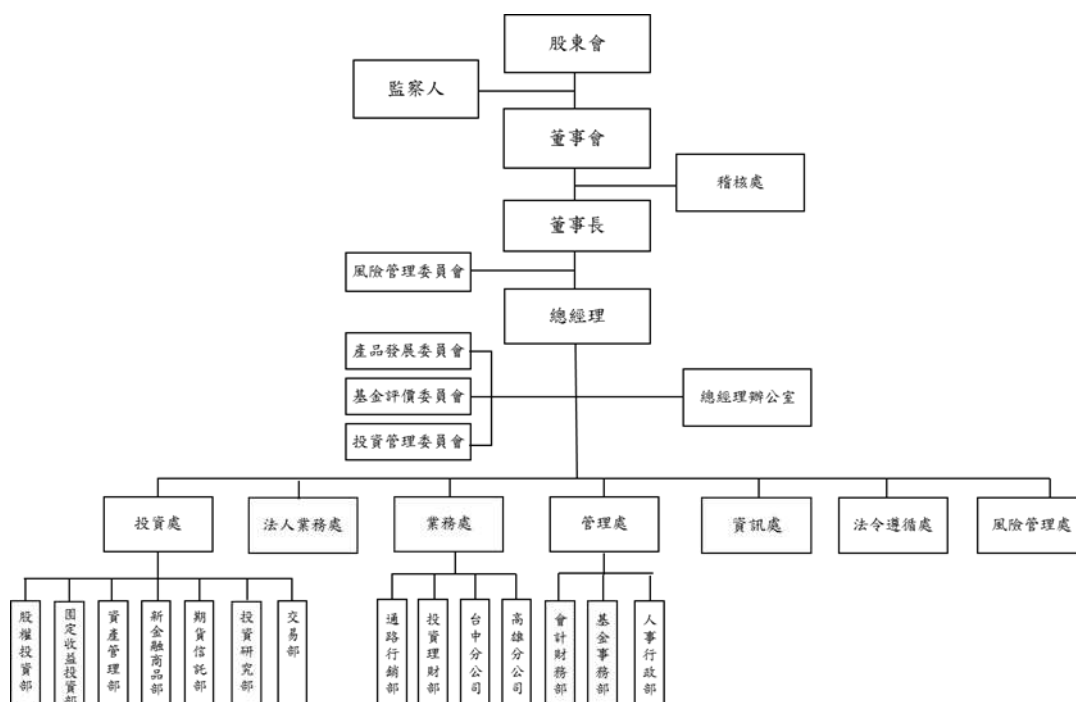 股東會
監察人
董事會
稽核處
董事長
風險管理委員會
總經理
產品發展委員會
基金評價委員會
總經理辦公室
投資管理委員會
投資處
法人業務處
業務處
管理處
資訊處
法令遵循處
風險管理處
股權投資部
固定收益投資部
資產管理部
新金融商品部
期貨信託部
投資研究部
交易部
通路行銷部
投資理財部
台中分公司
高雄分公司
會計財務部
基金事務部
人事行政部